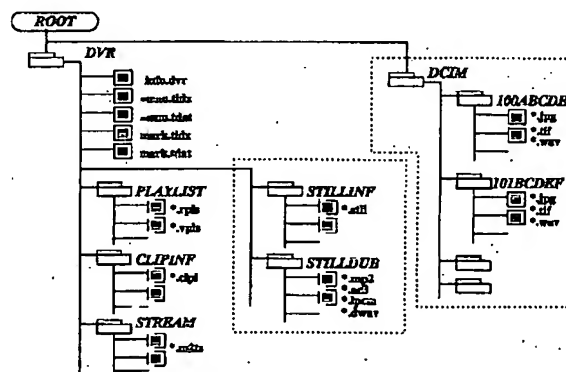 ROOT
DVR
info.dvr
menu.tidx
menu.tdat
mark.tidx
mark.tdat
PLAYLIST
*.rpls
*.vpls
CLIPINF
*.clpi
STREAM
*.m2ts
STILLINF
*.stli
STILLDUB
*.mp2
*.ac3
*.lpcm
*.dwav
DCIM
100ABCDE
*.jpg
*.tif
*.wav
101BCDEF
*.jpg
*.tif
*.wav